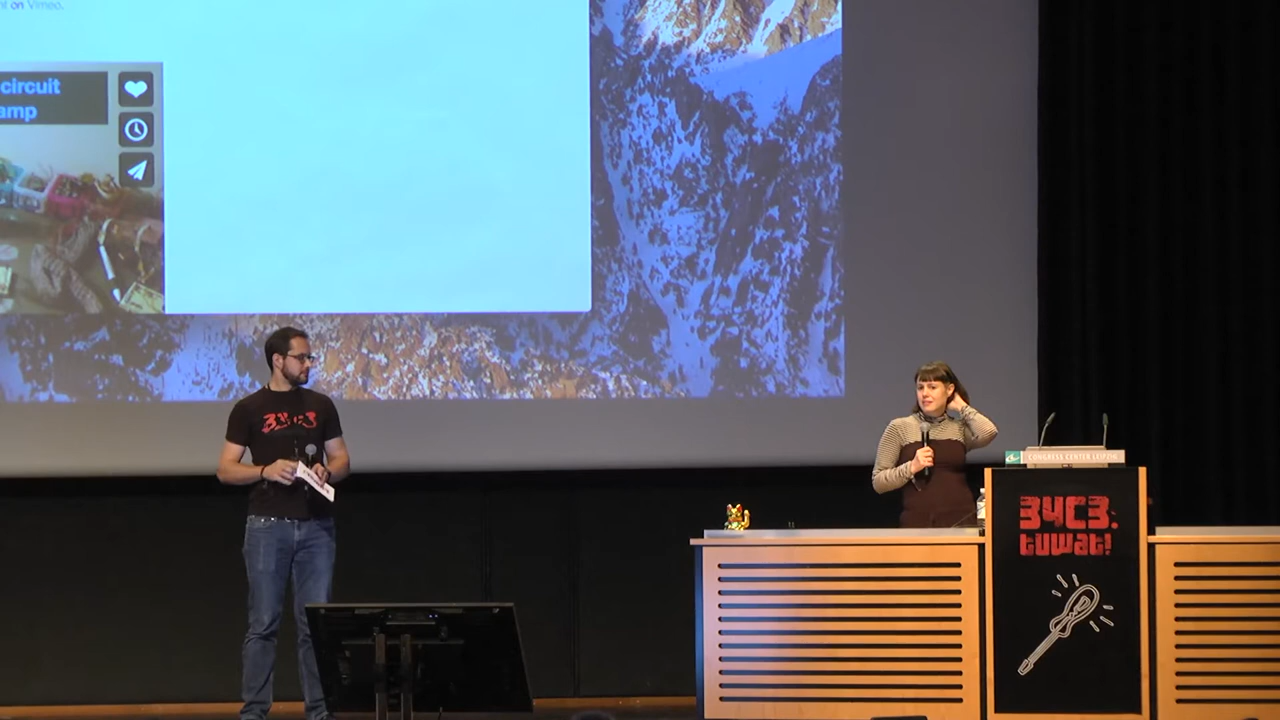 on Vimeo.
circuit
amp
34C3
CONGRESS CENTER LEIPZIG
34C3.
tuwat!